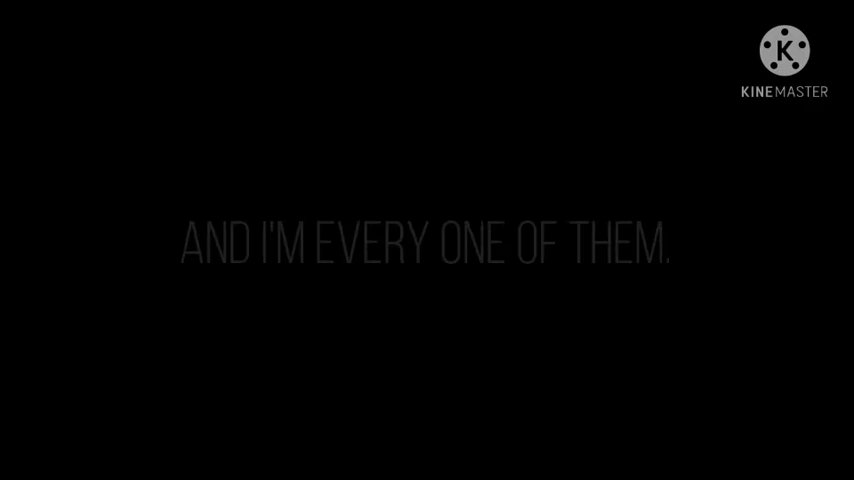 K
KINEMASTER
AND I'M EVERY ONE OF THEM.